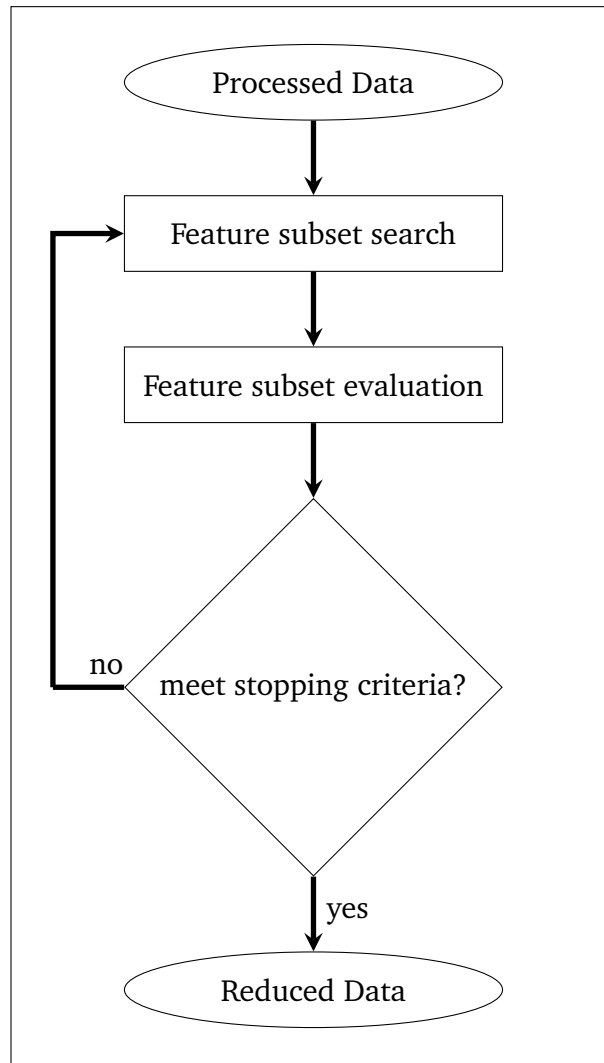 Processed Data
Feature subset search
Feature subset evaluation
no
meet stopping criteria?
yes
Reduced Data